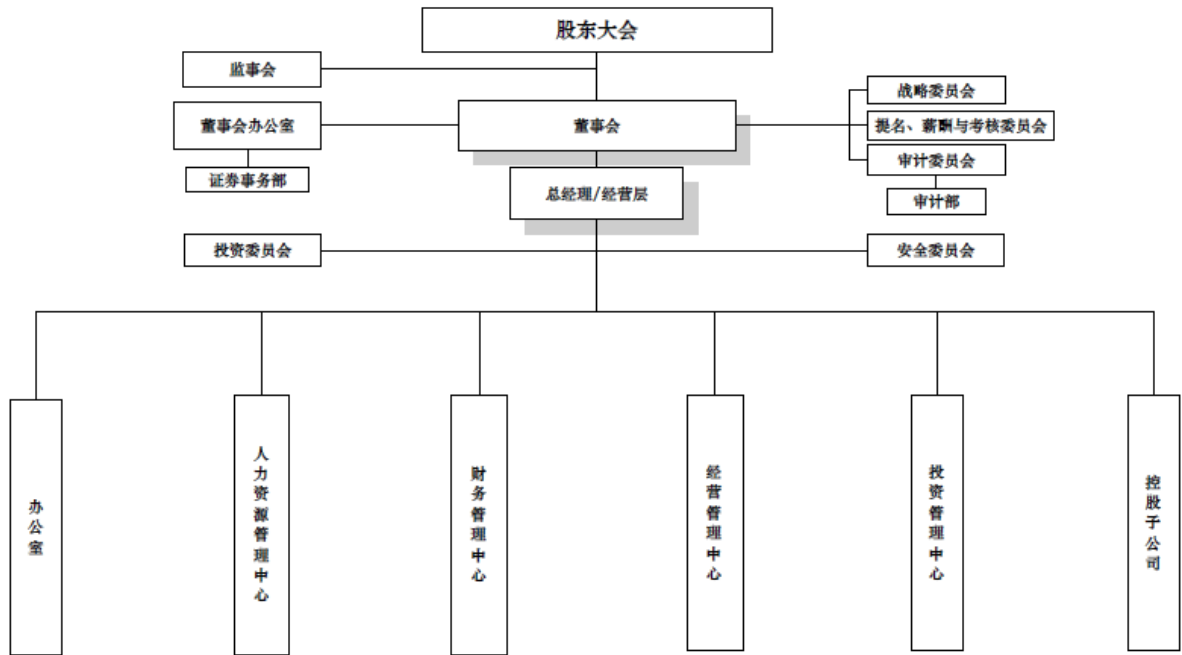 股东大会
监事会
战略委员会
董事会办公室
董事会
提名、薪酬与考核委员会
审计委员会
证券事务部
总经理/经营层
审计部
投资委员会
安全委员会
办公室
人力资源管理中心
财务管理中心
经营管理中心
投资管理中心
控股子公司